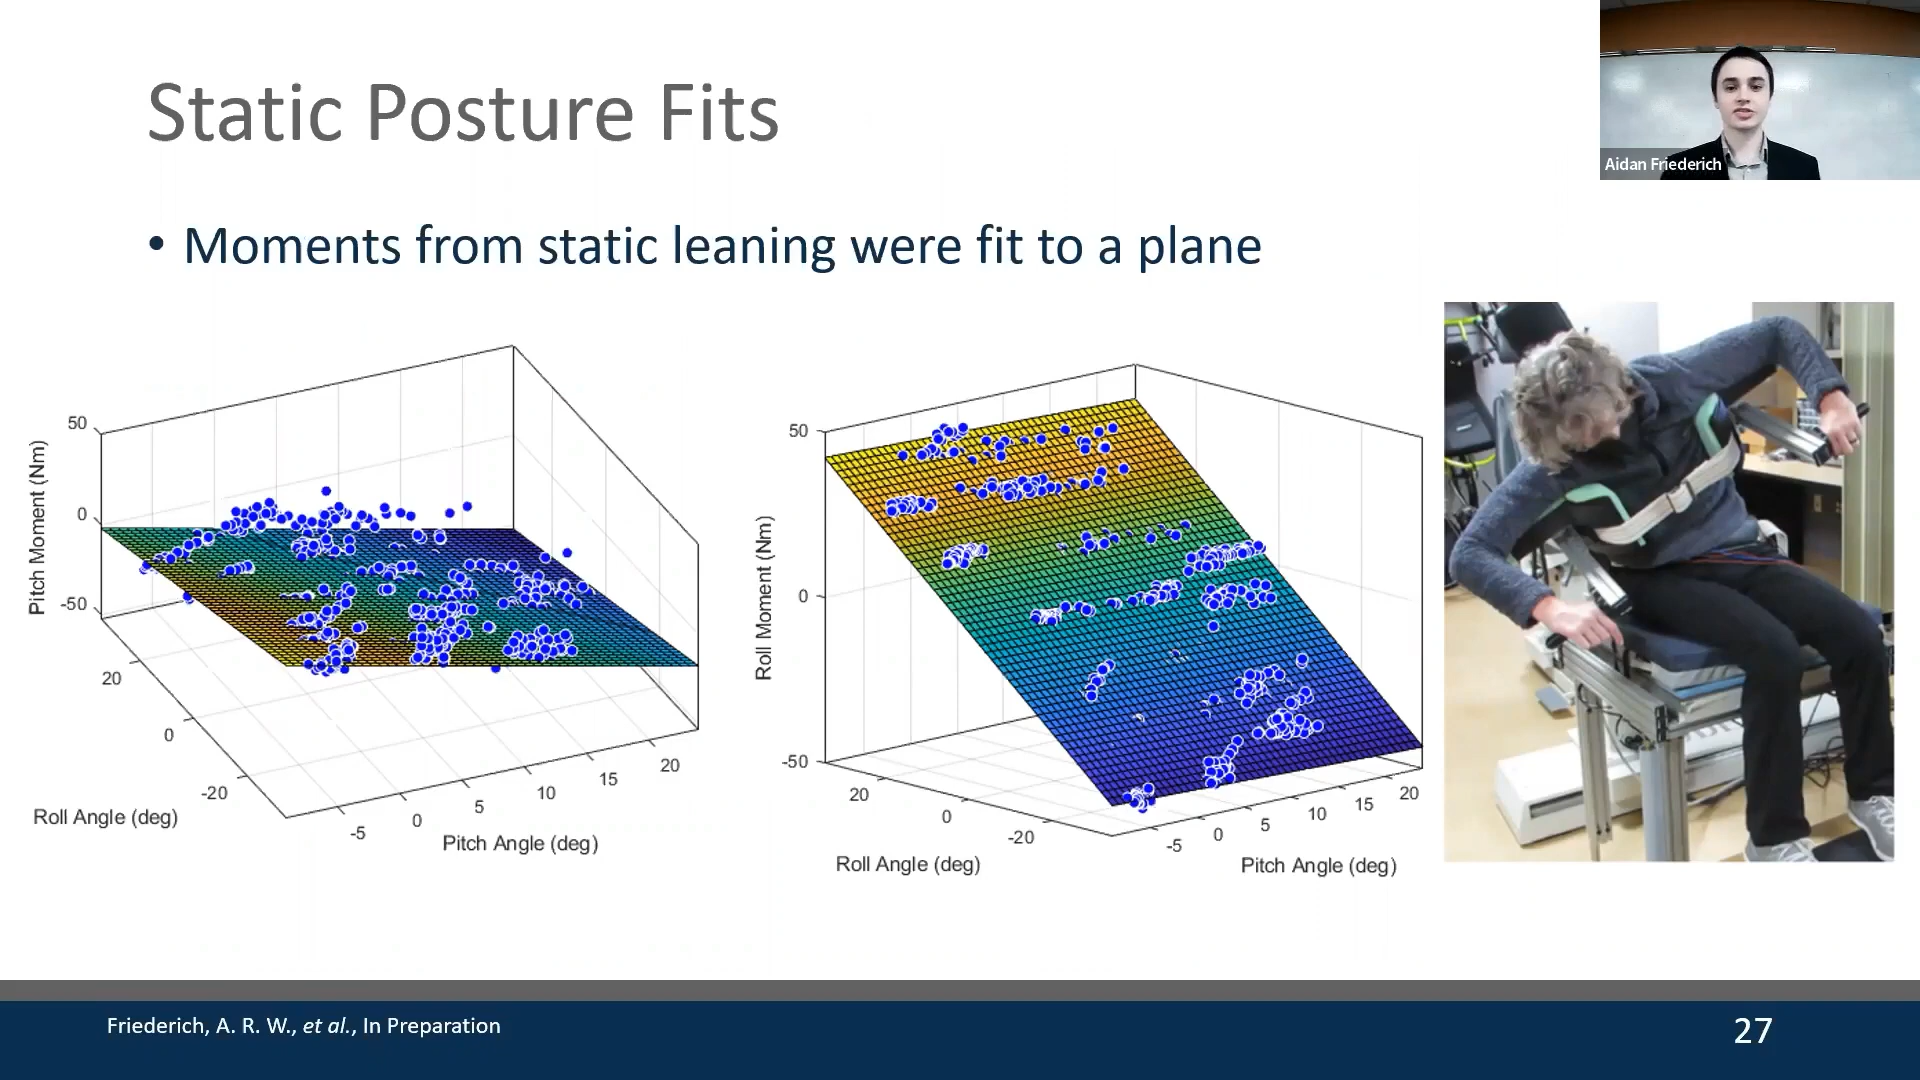 Static Posture Fits
Aidan Friederich
• Moments from static leaning were fit to a plane
50
0
-50
Pitch Moment (Nm)
20
0
-20
Roll Angle (deg)
-5
0
5
10
15
20
Pitch Angle (deg)
50
0
-50
Roll Moment (Nm)
20
0
-20
Roll Angle (deg)
-5
0
5
10
15
20
Pitch Angle (deg)
Friederich, A. R. W., et al., In Preparation
27